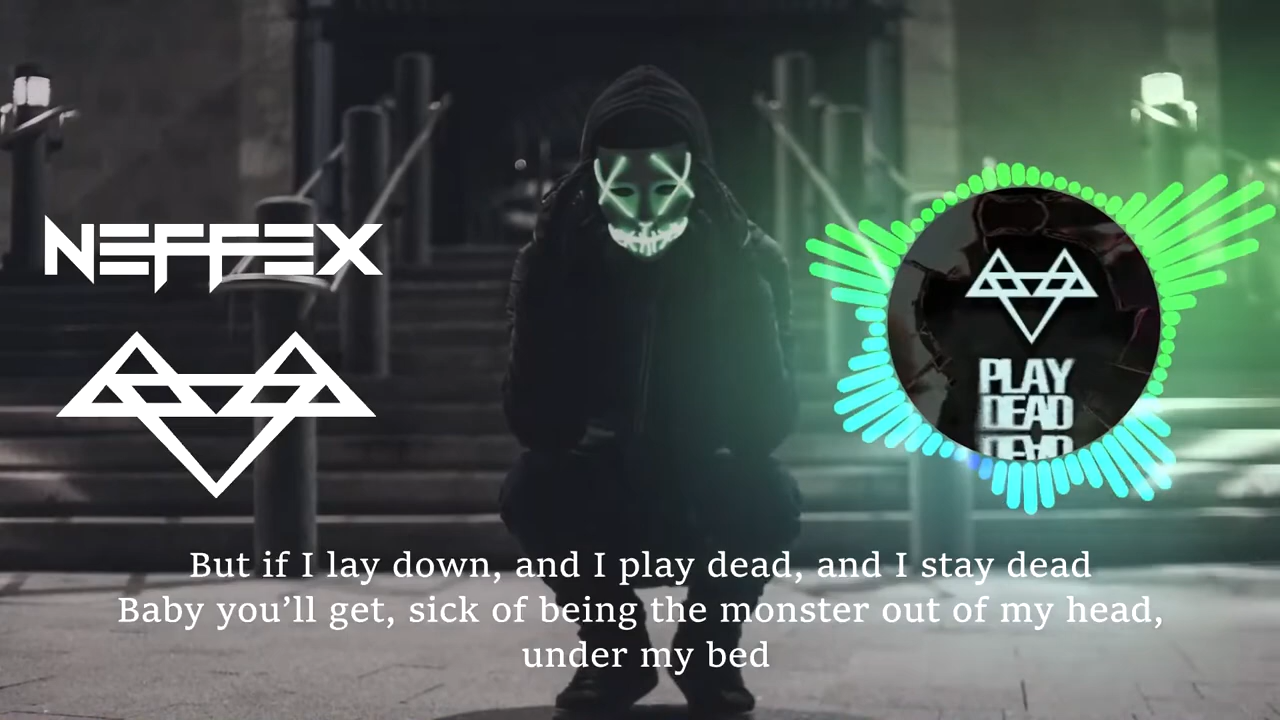 NEFFEX
PLAY
DEAD
DEAD
But if I lay down, and I play dead, and I stay dead
Baby you’ll get, sick of being the monster out of my head,
under my bed